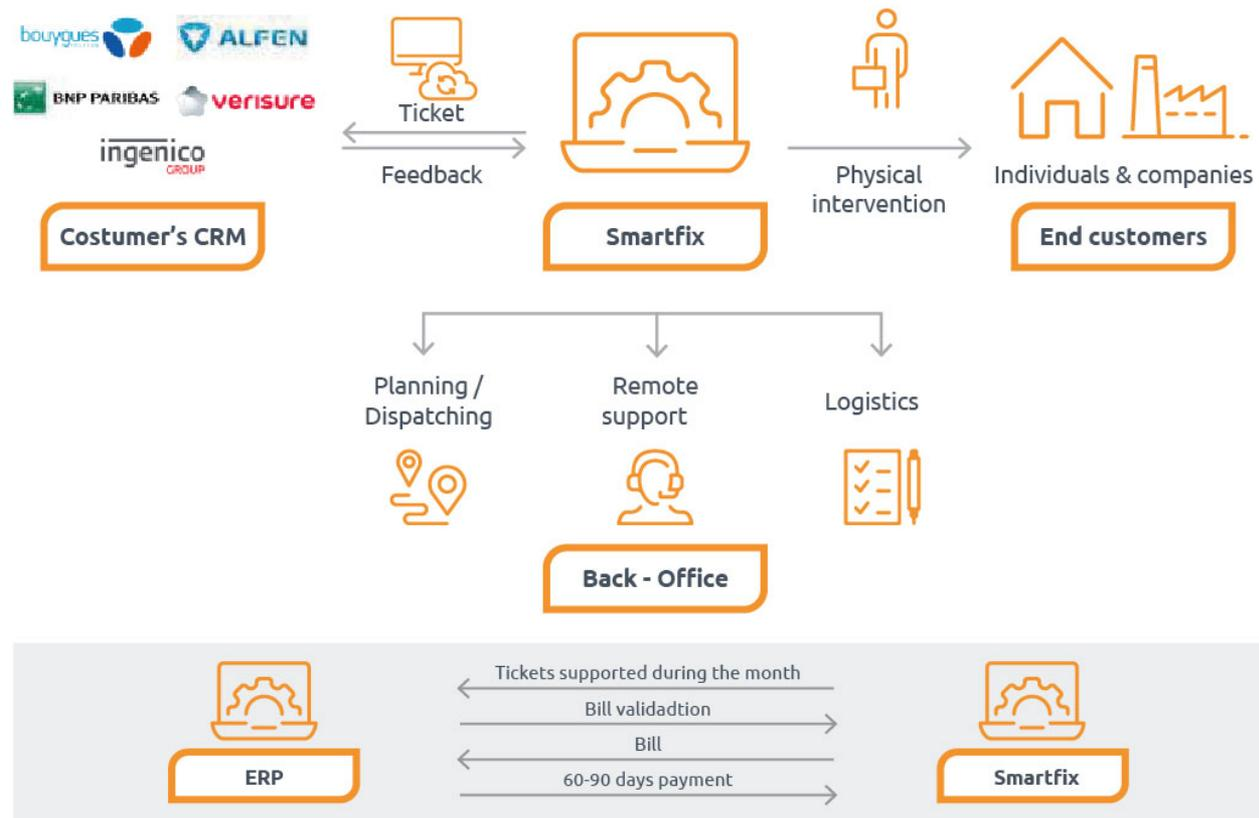 bouygues
ALFEN
BNP PARIBAS
verisure
ingenico
GROUP
Costumer's CRM
Ticket
Feedback
Smartfix
Physical
intervention
Individuals & companies
End customers
Planning /
Dispatching
Remote
support
Logistics
Back - Office
Tickets supported during the month
Bill validadtion
Bill
60-90 days payment
ERP
Smartfix